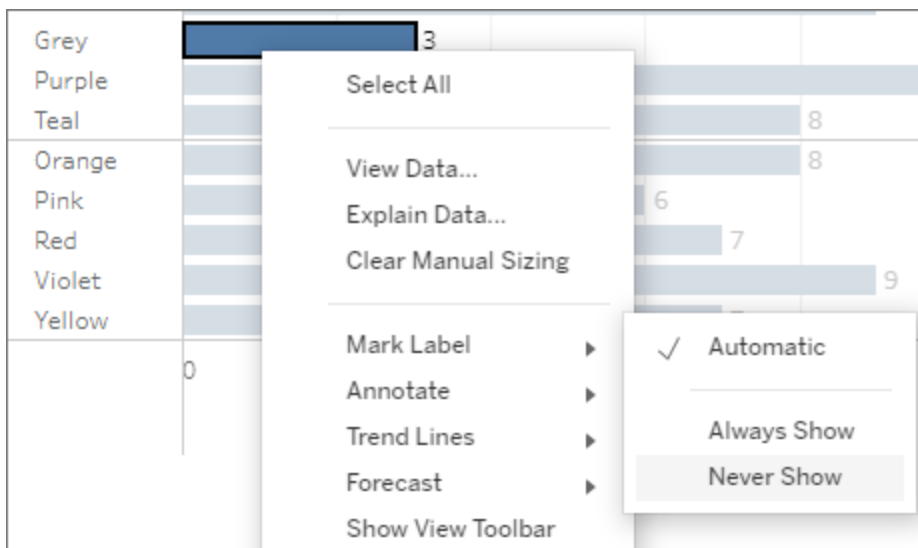 Grey 3
Purple
Teal 8
Orange 8
Pink 6
Red 7
Violet 9
Yellow
0
Select All
View Data...
Explain Data...
Clear Manual Sizing
Mark Label
Annotate
Trend Lines
Forecast
Show View Toolbar
Automatic
Always Show
Never Show